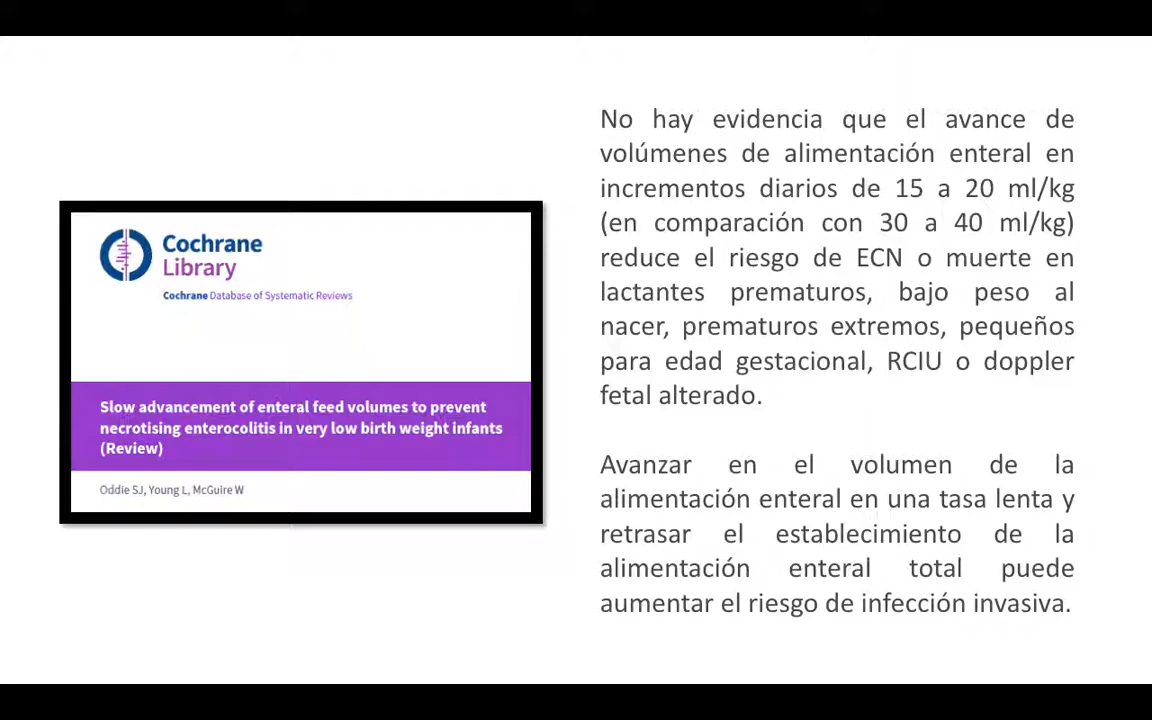 Cochrane
Library
Cochrane Database of Systematic Reviews
Slow advancement of enteral feed volumes to prevent
necrotising enterocolitis in very low birth weight infants
(Review)
Oddie SJ, Young L, McGuire W
No hay evidencia que el avance de
volúmenes de alimentación enteral en
incrementos diarios de 15 a 20 ml/kg
(en comparación con 30 a 40 ml/kg)
reduce el riesgo de ECN o muerte en
lactantes prematuros, bajo peso al
nacer, prematuros extremos, pequeños
para edad gestacional, RCIU o doppler
fetal alterado.
Avanzar en el volumen de la
alimentación enteral en una tasa lenta y
retrasar el establecimiento de la
alimentación enteral total puede
aumentar el riesgo de infección invasiva.